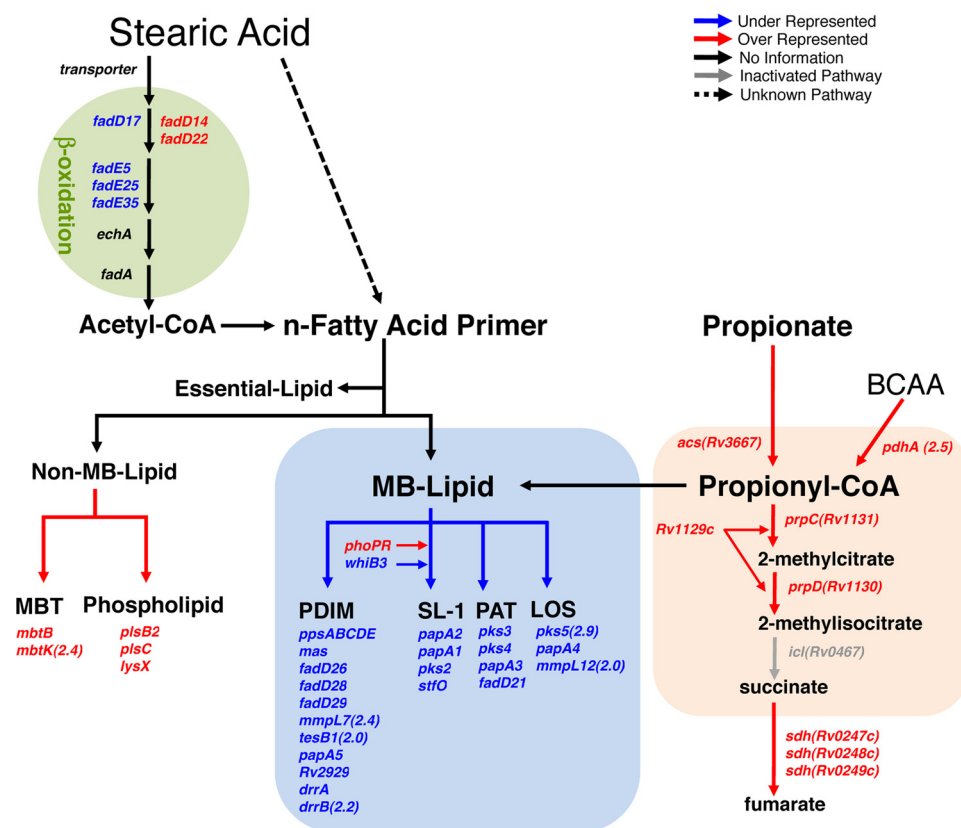 Stearic Acid
Under Represented
Over Represented
No Information
Inactivated Pathway
Unknown Pathway
transporter
β-oxidation
fadD17
fadD14
fadD22
fadE5
fadE25
fadE35
echA
fadA
Acetyl-CoA
n-Fatty Acid Primer
Propionate
Essential-Lipid
BCAA
acs(Rv3667)
pdhA (2.5)
Non-MB-Lipid
MB-Lipid
Propionyl-CoA
Rv1129c
prpC(Rv1131)
phoPR
whiB3
2-methylcitrate
prpD(Rv1130)
2-methylisocitrate
icl(Rv0467)
succinate
sdh(Rv0247c)
sdh(Rv0248c)
sdh(Rv0249c)
fumarate
MBT
mbtB
mbtK(2.4)
Phospholipid
plsB2
plsC
lysX
PDIM
ppsABCDE
mas
fadD26
fadD28
fadD29
mmpL7(2.4)
tesB1(2.0)
papA5
Rv2929
drrA
drrB(2.2)
SL-1
papA2
papA1
pks2
stfO
PAT
pks3
pks4
papA3
fadD21
LOS
pks5(2.9)
papA4
mmpL12(2.0)